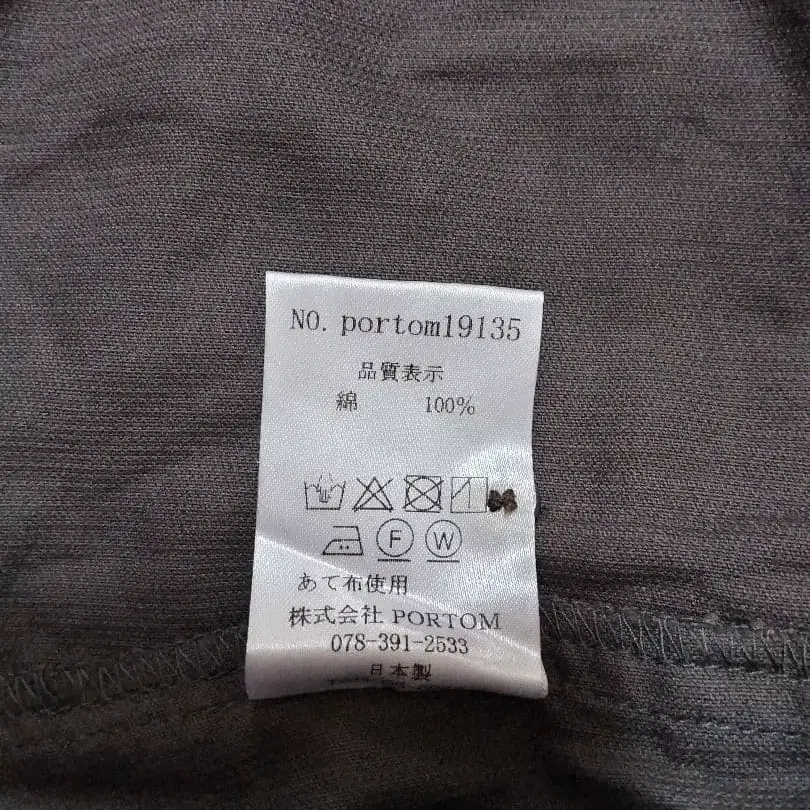 NO. portom19135
品質表示
綿 100%
F W
あて布使用
株式会社 PORTOM
078-391-2533
日本製